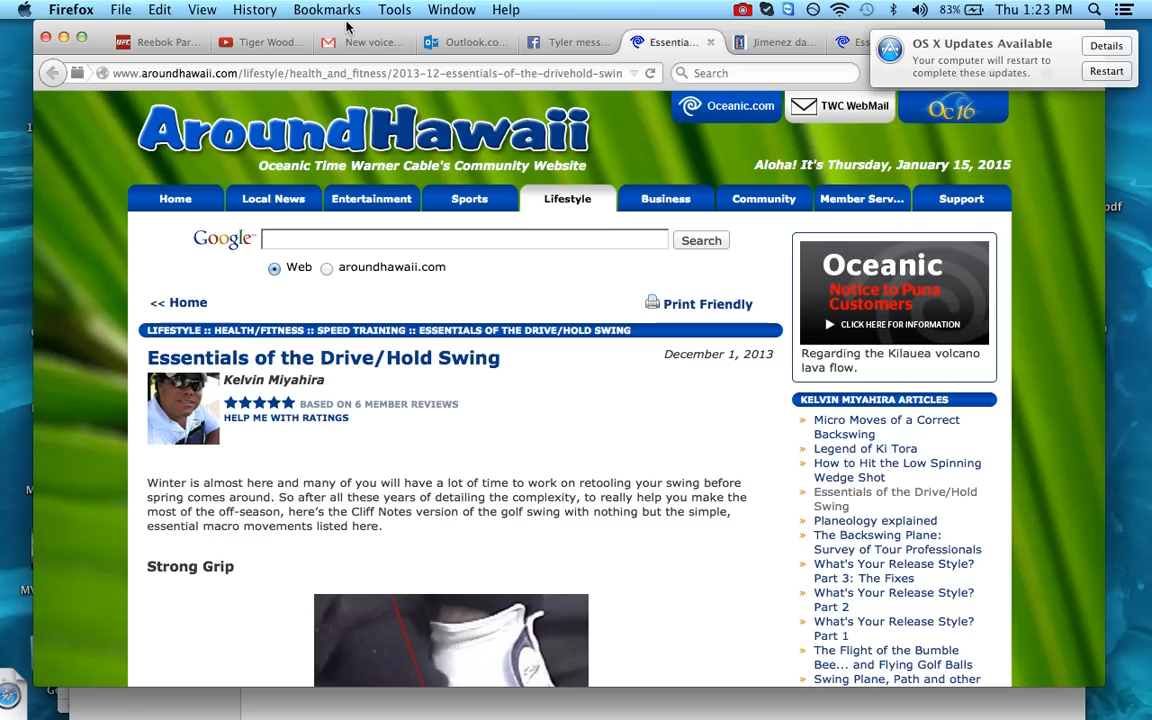 Firefox File Edit View History Bookmarks Tools Window Help 83% Thu 1:23 PM
Reebok Par... Tiger Wood... New voice... Outlook.co... Tyler mess... Essentia... Jimenez da... Ess
OS X Updates Available
Your computer will restart to
complete these updates.
Details
Restart
www.aroundhawaii.com/lifestyle/health_and_fitness/2013-12-essentials-of-the-drivehold-swin
Search
AroundHawaii
Oceanic Time Warner Cable's Community Website
Oceanic.com
TWC WebMail
Oc16
Aloha! It's Thursday, January 15, 2015
Home Local News Entertainment Sports Lifestyle Business Community Member Serv... Support
Google™ Search
Web aroundhawaii.com
<< Home
Print Friendly
LIFESTYLE :: HEALTH/FITNESS :: SPEED TRAINING :: ESSENTIALS OF THE DRIVE/HOLD SWING
Essentials of the Drive/Hold Swing
December 1, 2013
Kelvin Miyahira
BASED ON 6 MEMBER REVIEWS
HELP ME WITH RATINGS
Winter is almost here and many of you will have a lot of time to work on retooling your swing before
spring comes around. So after all these years of detailing the complexity, to really help you make the
most of the off-season, here's the Cliff Notes version of the golf swing with nothing but the simple,
essential macro movements listed here.
Strong Grip
Oceanic
Notice to Puna
Customers
CLICK HERE FOR INFORMATION
Regarding the Kilauea volcano
lava flow.
KELVIN MIYAHIRA ARTICLES
» Micro Moves of a Correct
Backswing
» Legend of Ki Tora
» How to Hit the Low Spinning
Wedge Shot
» Essentials of the Drive/Hold
Swing
» Planeology explained
» The Backswing Plane:
Survey of Tour Professionals
» What's Your Release Style?
Part 3: The Fixes
» What's Your Release Style?
Part 2
» What's Your Release Style?
Part 1
» The Flight of the Bumble
Bee... and Flying Golf Balls
» Swing Plane, Path and other
pdf